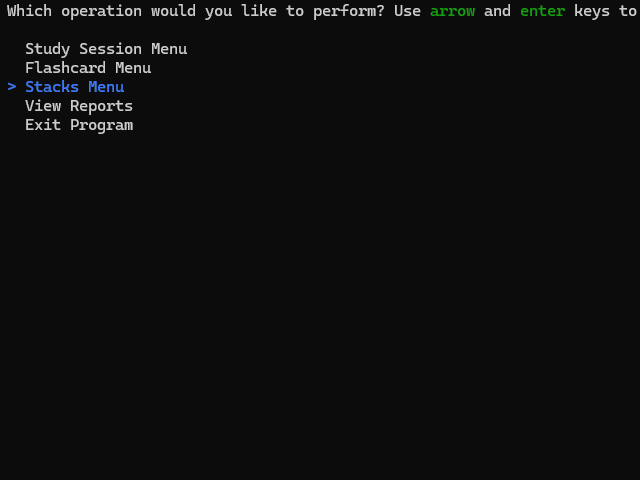 Which operation would you like to perform? Use arrow and enter keys to
Study Session Menu
Flashcard Menu
> Stacks Menu
View Reports
Exit Program